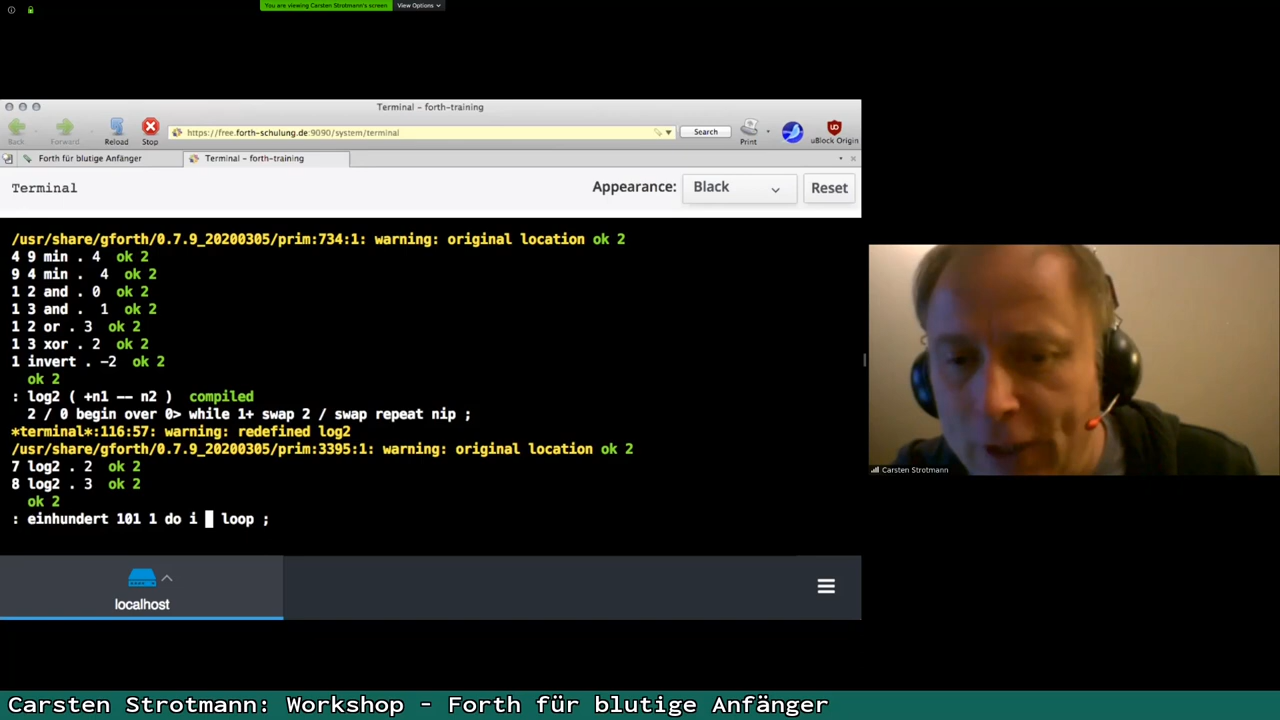 You are viewing Carsten Strotmann's screen View Options
Terminal - forth-training
https://free.forth-schulung.de:9090/system/terminal
Search
Back Forward Reload Stop Print uBlock Origin
Forth für blutige Anfänger Terminal - forth-training
Terminal Appearance: Black Reset
/usr/share/gforth/0.7.9_20200305/prim:734:1: warning: original location ok 2
4 9 min . 4 ok 2
9 4 min . 4 ok 2
1 2 and . 0 ok 2
1 3 and . 1 ok 2
1 2 or . 3 ok 2
1 3 xor . 2 ok 2
1 invert . -2 ok 2
ok 2
: log2 ( +n1 -- n2 ) compiled
2 / 0 begin over 0> while 1+ swap 2 / swap repeat nip ;
*terminal*:116:57: warning: redefined log2
/usr/share/gforth/0.7.9_20200305/prim:3395:1: warning: original location ok 2
7 log2 . 2 ok 2
8 log2 . 3 ok 2
ok 2
: einhundert 101 1 do i loop ;
localhost
Carsten Strotmann
Carsten Strotmann: Workshop - Forth für blutige Anfänger